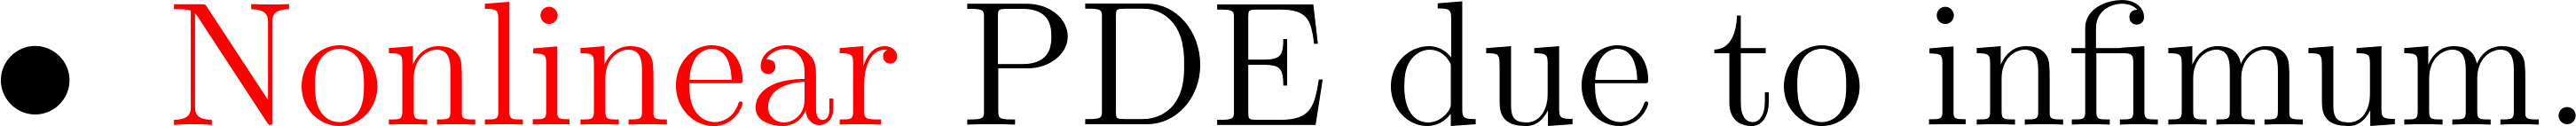 • Nonlinear PDE due to infimum.